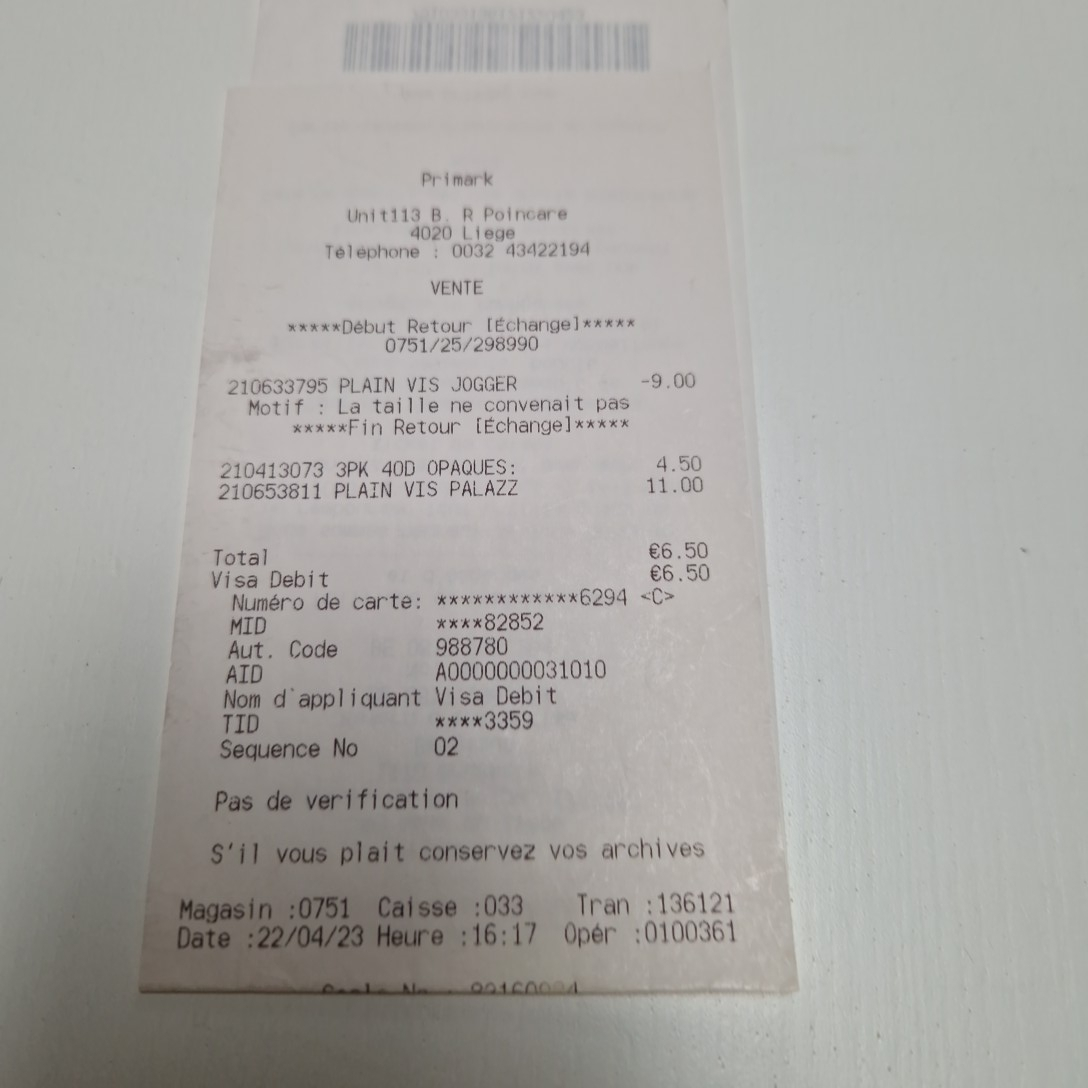 Primark
Unit113 B. R Poincare
4020 Liege
Téléphone : 0032 43422194
VENTE
*****Début Retour [Échange]*****
0751/25/298990
210633795 PLAIN VIS JOGGER -9.00
Motif : La taille ne convenait pas
*****Fin Retour [Échange]*****
210413073 3PK 40D OPAQUES: 4.50
210653811 PLAIN VIS PALAZZ 11.00
Total €6.50
Visa Debit €6.50
Numéro de carte: ************6294 <C>
MID ****82852
Aut. Code 988780
AID A0000000031010
Nom d'appliquant Visa Debit
TID ****3359
Sequence No 02
Pas de verification
S'il vous plait conservez vos archives
Magasin :0751 Caisse :033 Tran :136121
Date :22/04/23 Heure :16:17 Opér :0100361